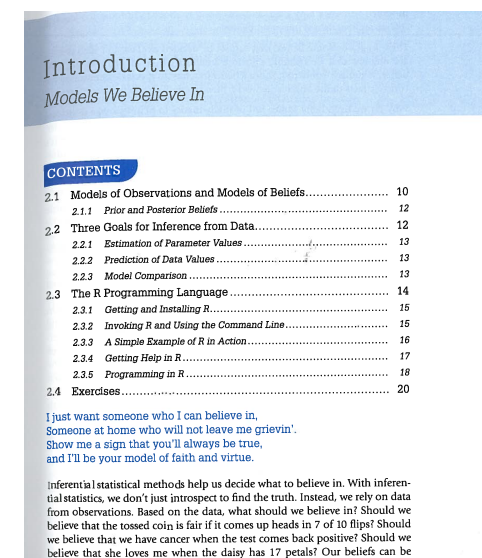 Introduction
Models We Believe In
CONTENTS
2.1 Models of Observations and Models of Beliefs........................ 10
2.1.1 Prior and Posterior Beliefs................................................ 12
2.2 Three Goals for Inference from Data...................................... 12
2.2.1 Estimation of Parameter Values......................................... 13
2.2.2 Prediction of Data Values................................................ 13
2.2.3 Model Comparison....................................................... 13
2.3 The R Programming Language............................................. 14
2.3.1 Getting and Installing R.................................................. 15
2.3.2 Invoking R and Using the Command Line............................ 15
2.3.3 A Simple Example of R in Action....................................... 16
2.3.4 Getting Help in R......................................................... 17
2.3.5 Programming in R........................................................ 18
2.4 Exercises................................................................... 20
I just want someone who I can believe in,
Someone at home who will not leave me grievin'.
Show me a sign that you'll always be true,
and I'll be your model of faith and virtue.
Inferential statistical methods help us decide what to believe in. With inferen-
tial statistics, we don't just introspect to find the truth. Instead, we rely on data
from observations. Based on the data, what should we believe in? Should we
believe that the tossed coin is fair if it comes up heads in 7 of 10 flips? Should
we believe that we have cancer when the test comes back positive? Should we
believe that she loves me when the daisy has 17 petals? Our beliefs can be